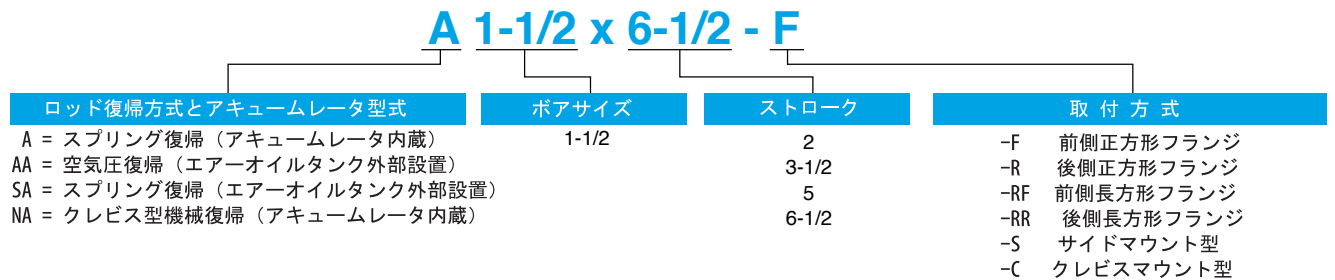 A 1-1/2 x 6-1/2 - F
ロッド復帰方式とアキュームレータ型式
A = スプリング復帰（アキュームレータ内蔵）
AA = 空気圧復帰（エアーオイルタンク外部設置）
SA = スプリング復帰（エアーオイルタンク外部設置）
NA = クレビス型機械復帰（アキュームレータ内蔵）
ボアサイズ
1-1/2
ストローク
2
3-1/2
5
6-1/2
取付方式
-F 前側正方形フランジ
-R 後側正方形フランジ
-RF 前側長方形フランジ
-RR 後側長方形フランジ
-S サイドマウント型
-C クレビスマウント型